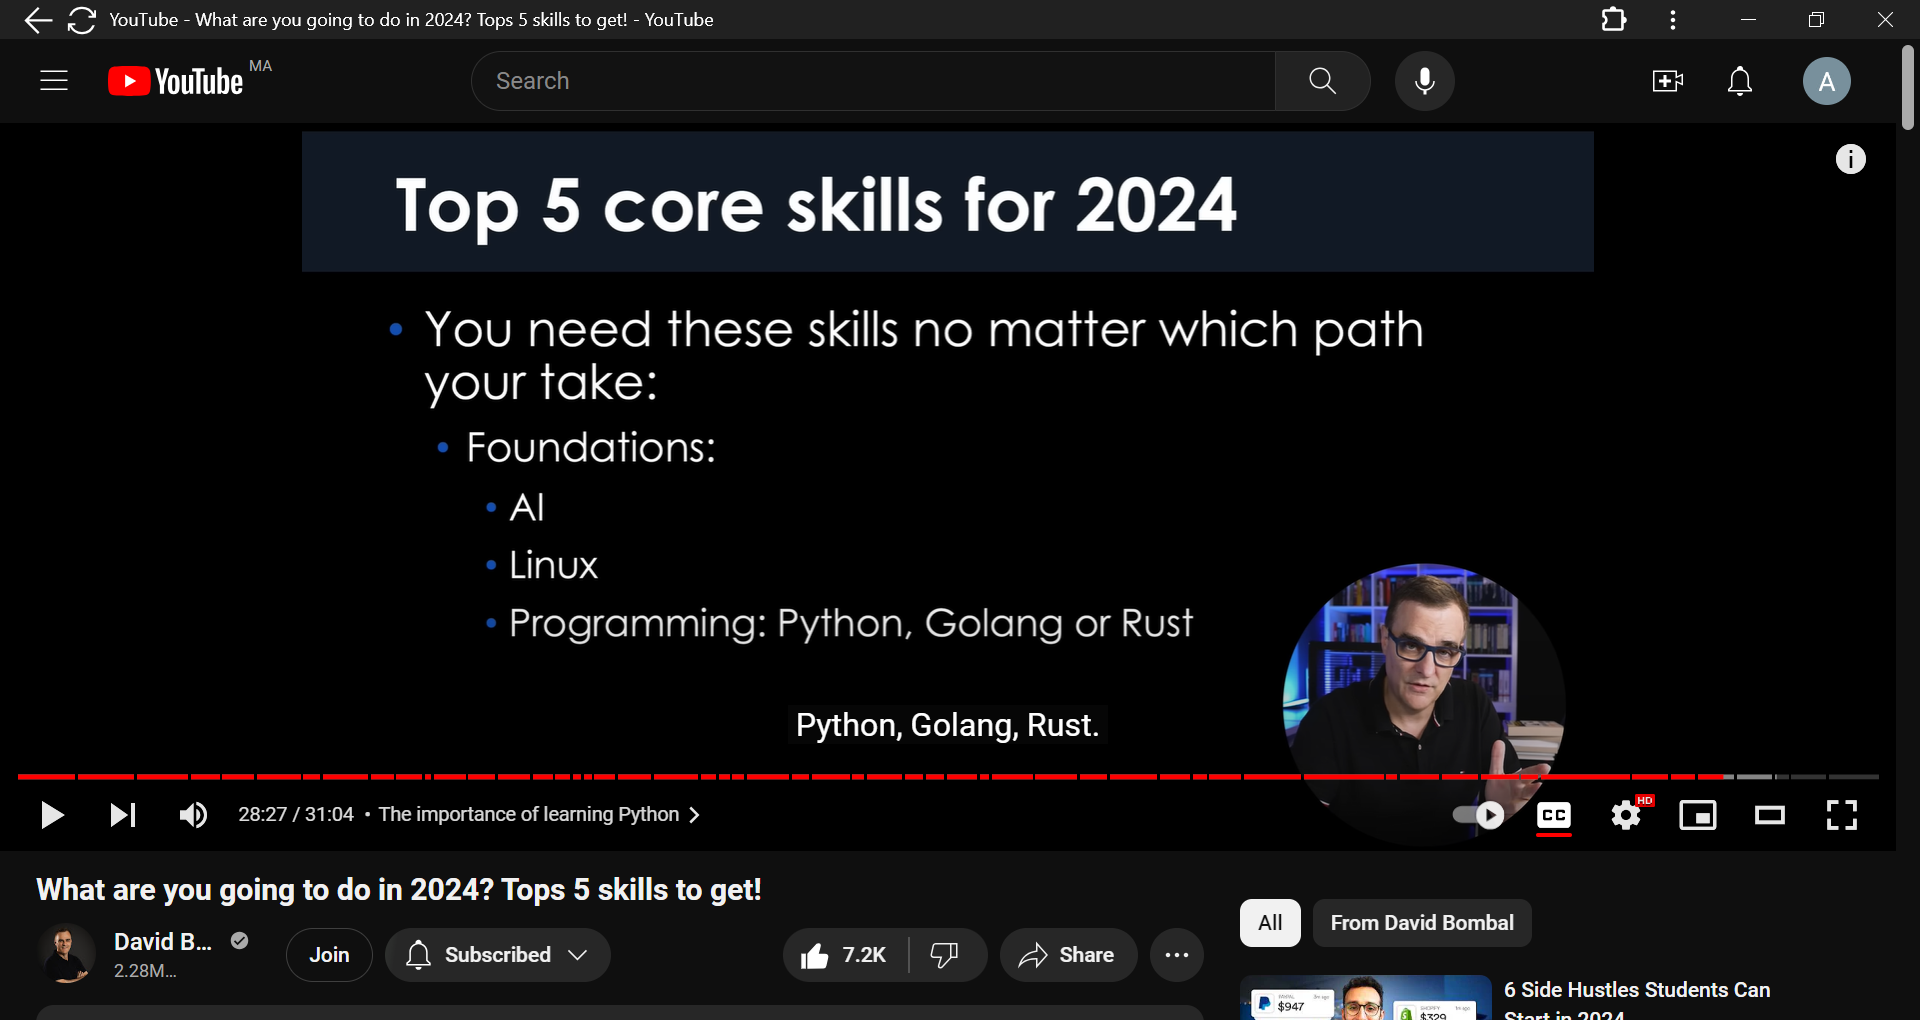 YouTube - What are you going to do in 2024? Tops 5 skills to get! - YouTube
YouTube MA
Search
A
Top 5 core skills for 2024
• You need these skills no matter which path
your take:
• Foundations:
• AI
• Linux
• Programming: Python, Golang or Rust
Python, Golang, Rust.
28:27 / 31:04 • The importance of learning Python
CC
HD
What are you going to do in 2024? Tops 5 skills to get!
David B...
2.28M...
Join
Subscribed
7.2K
Share
All
From David Bombal
6 Side Hustles Students Can
Start in 2024
$947
$329